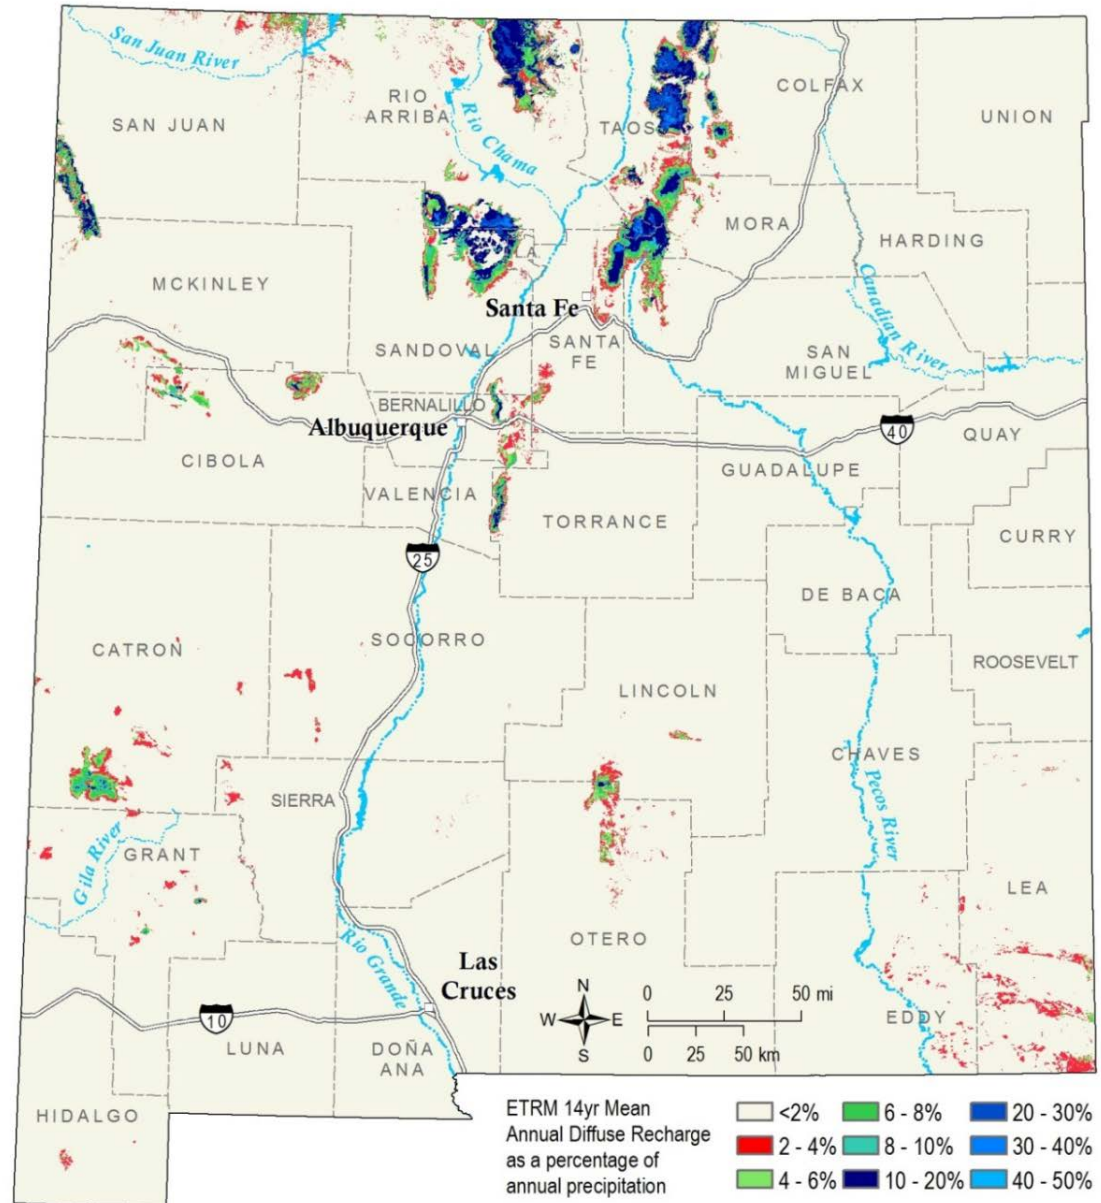 San Juan River
RIO
ARRIBA
COLFAX
SAN JUAN
Rio Chama
TAOS
UNION
MORA
HARDING
MCKINLEY
Canadian River
Santa Fe
SANDOVAL
SANTA
FE
SAN
MIGUEL
BERNALILLO
Albuquerque
40
QUAY
CIBOLA
GUADALUPE
VALENCIA
TORRANCE
CURRY
25
DE BACA
CATRON
SOCORRO
ROOSEVELT
LINCOLN
CHAVES
SIERRA
Pecos River
Gila River
GRANT
LEA
OTERO
Rio Grande
Las
Cruces
N
W E
S
0 25 50 mi
0 25 50 km
EDDY
10
LUNA
DOÑA
ANA
HIDALGO
ETRM 14yr Mean
Annual Diffuse Recharge
as a percentage of
annual precipitation
<2%
2 - 4%
4 - 6%
6 - 8%
8 - 10%
10 - 20%
20 - 30%
30 - 40%
40 - 50%